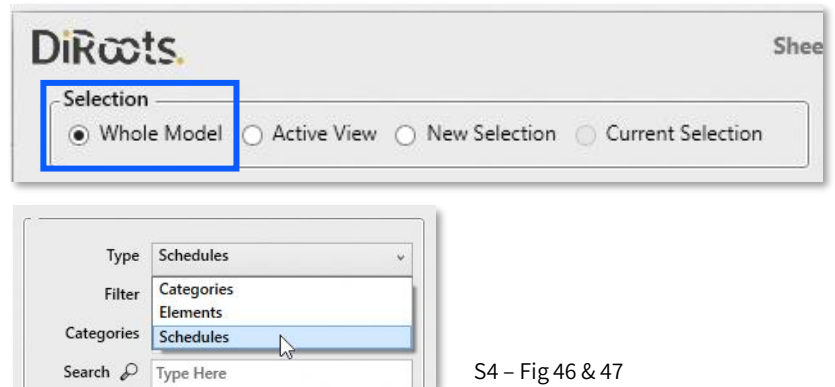 DiRoots.
Shee
Selection
Whole Model Active View New Selection Current Selection
Type Schedules
Filter Categories
Elements
Categories Schedules
Search Type Here
S4 – Fig 46 & 47